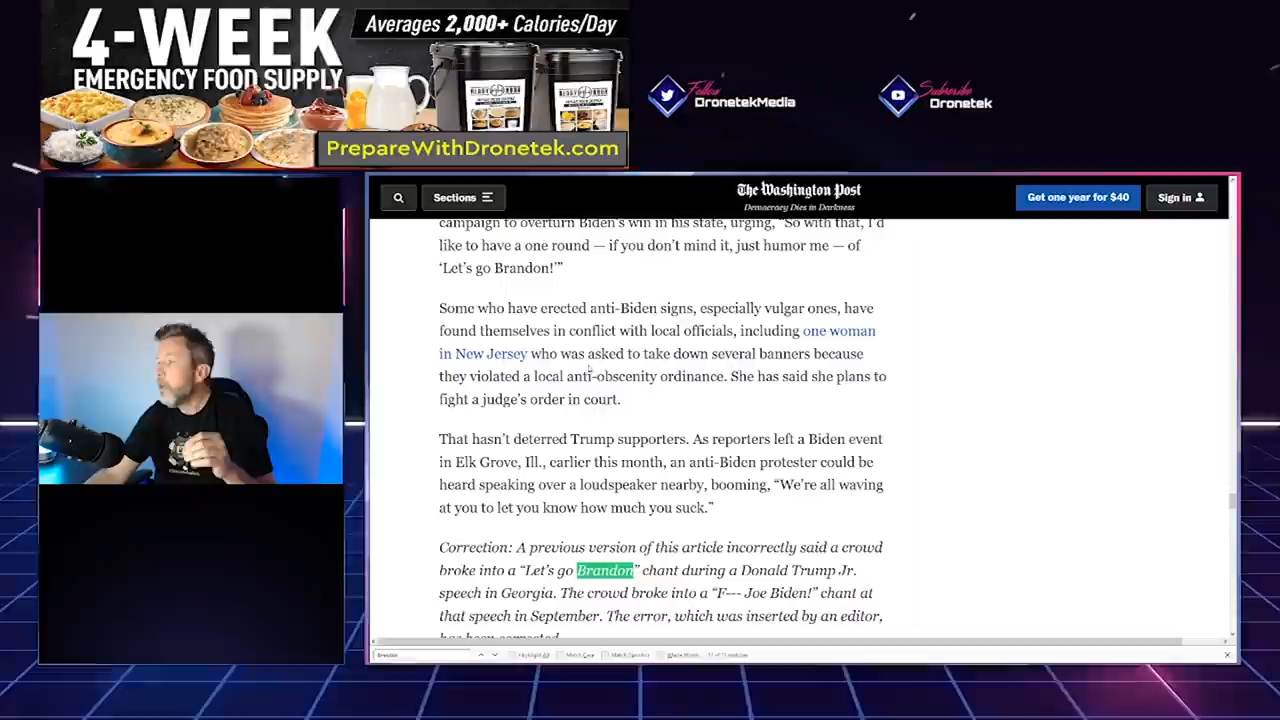 4-WEEK
EMERGENCY FOOD SUPPLY
Averages 2,000+ Calories/Day
PrepareWithDronetek.com
Follow
DronetekMedia
Subscribe
Dronetek
Sections
The Washington Post
Democracy Dies in Darkness
Get one year for $40
Sign in
campaign to overturn Biden’s win in his state, urging, “So with that, I’d
like to have a one round — if you don’t mind it, just humor me — of
‘Let’s go Brandon!’”
Some who have erected anti-Biden signs, especially vulgar ones, have
found themselves in conflict with local officials, including one woman
in New Jersey who was asked to take down several banners because
they violated a local anti-obscenity ordinance. She has said she plans to
fight a judge’s order in court.
That hasn’t deterred Trump supporters. As reporters left a Biden event
in Elk Grove, Ill., earlier this month, an anti-Biden protester could be
heard speaking over a loudspeaker nearby, booming, “We’re all waving
at you to let you know how much you suck.”
Correction: A previous version of this article incorrectly said a crowd
broke into a “Let’s go Brandon” chant during a Donald Trump Jr.
speech in Georgia. The crowd broke into a “F--- Joe Biden!” chant at
that speech in September. The error, which was inserted by an editor,
has been corrected.
Highlight All
Match Case
Whole Words